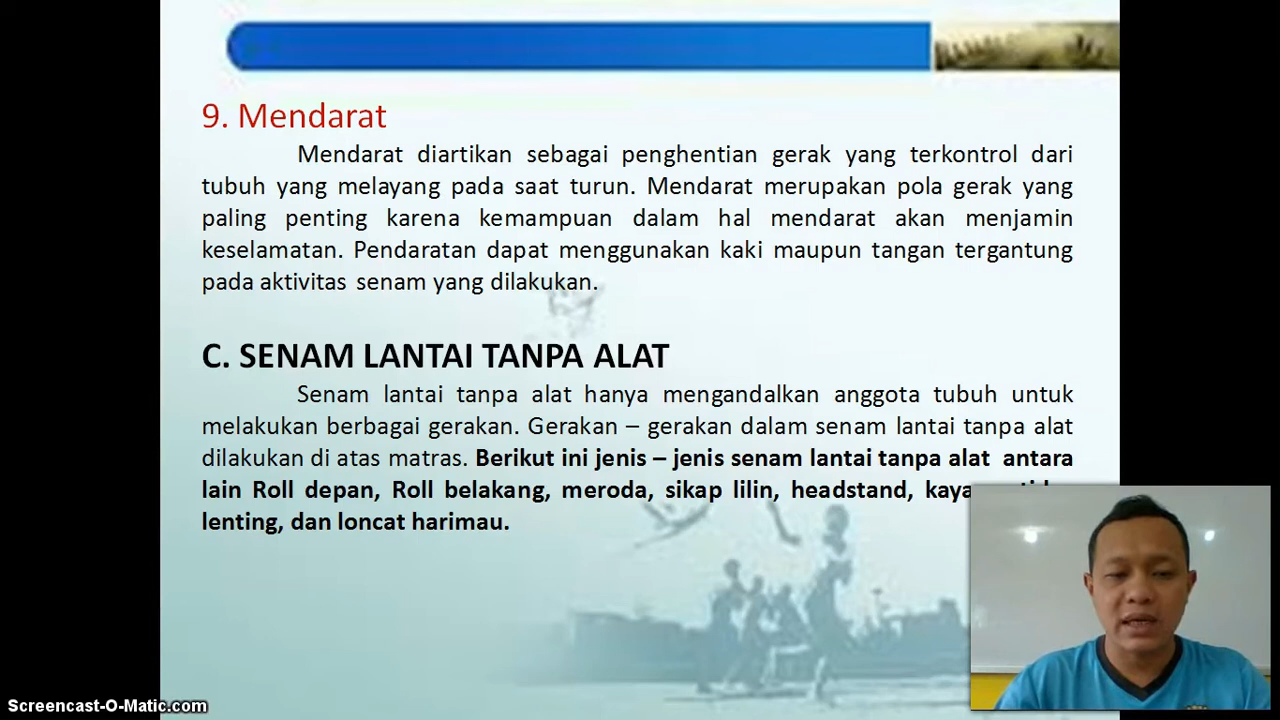 9. Mendarat
Mendarat diartikan sebagai penghentian gerak yang terkontrol dari
tubuh yang melayang pada saat turun. Mendarat merupakan pola gerak yang
paling penting karena kemampuan dalam hal mendarat akan menjamin
keselamatan. Pendaratan dapat menggunakan kaki maupun tangan tergantung
pada aktivitas senam yang dilakukan.
C. SENAM LANTAI TANPA ALAT
Senam lantai tanpa alat hanya mengandalkan anggota tubuh untuk
melakukan berbagai gerakan. Gerakan – gerakan dalam senam lantai tanpa alat
dilakukan di atas matras. Berikut ini jenis – jenis senam lantai tanpa alat antara
lain Roll depan, Roll belakang, meroda, sikap lilin, headstand,
lenting, dan loncat harimau.
Screencast-O-Matic.com